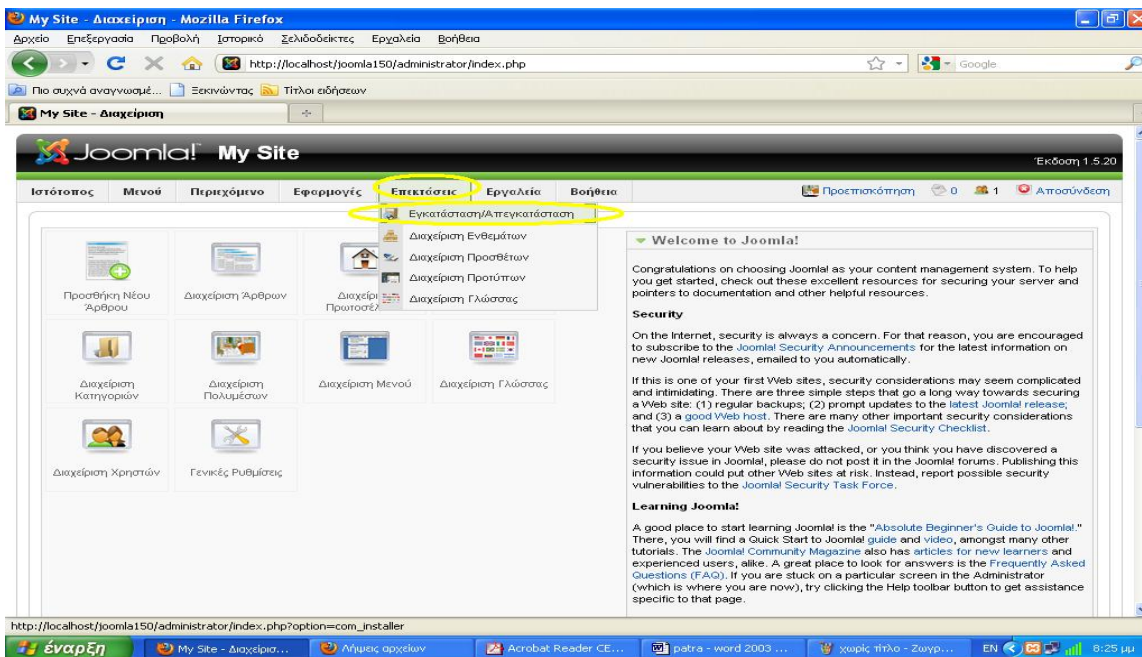 My Site - Διαχείριση - Mozilla Firefox
Αρχείο Επεξεργασία Προβολή Ιστορικό Σελιδοδείκτες Εργαλεία Βοήθεια
http://localhost/joomla150/administrator/index.php
Google
Πιο συχνά αναγνωσμέ... Ξεκινώντας Τίτλοι ειδήσεων
My Site - Διαχείριση
Joomla! My Site
Έκδοση 1.5.20
Ιστότοπος Μενού Περιεχόμενο Εφαρμογές Επεκτάσεις Εργαλεία Βοήθεια Προεπισκόπηση 0 1 Αποσύνδεση
Εγκατάσταση/Απεγκατάσταση
Διαχείριση Ενθεμάτων
Διαχείριση Προσθέτων
Διαχείριση Προτύπων
Διαχείριση Γλώσσας
Προσθήκη Νέου
Άρθρου
Διαχείριση Άρθρων
Διαχείρι
Πρωτοσέλ
Διαχείριση
Κατηγοριών
Διαχείριση
Πολυμέσων
Διαχείριση Μενού
Διαχείριση Γλώσσας
Διαχείριση Χρηστών
Γενικές Ρυθμίσεις
Welcome to Joomla!
Congratulations on choosing Joomla! as your content management system. To help
you get started, check out these excellent resources for securing your server and
pointers to documentation and other helpful resources.
Security
On the Internet, security is always a concern. For that reason, you are encouraged
to subscribe to the Joomla! Security Announcements for the latest information on
new Joomla! releases, emailed to you automatically.
If this is one of your first Web sites, security considerations may seem complicated
and intimidating. There are three simple steps that go a long way towards securing
a Web site: (1) regular backups; (2) prompt updates to the latest Joomla! release;
and (3) a good Web host. There are many other important security considerations
that you can learn about by reading the Joomla! Security Checklist.
If you believe your Web site was attacked, or you think you have discovered a
security issue in Joomla!, please do not post it in the Joomla! forums. Publishing this
information could put other Web sites at risk. Instead, report possible security
vulnerabilities to the Joomla! Security Task Force.
Learning Joomla!
A good place to start learning Joomla! is the "Absolute Beginner's Guide to Joomla!."
There, you will find a Quick Start to Joomla! guide and video, amongst many other
tutorials. The Joomla! Community Magazine also has articles for new learners and
experienced users, alike. A great place to look for answers is the Frequently Asked
Questions (FAQ). If you are stuck on a particular screen in the Administrator
(which is where you are now), try clicking the Help toolbar button to get assistance
specific to that page.
http://localhost/joomla150/administrator/index.php?option=com_installer
έναρξη My Site - Διαχείρισ... Λήψεις αρχείων Acrobat Reader CE... patra - word 2003 ... χωρίς τίτλο - Ζωγρ... EN 8:25 μμ